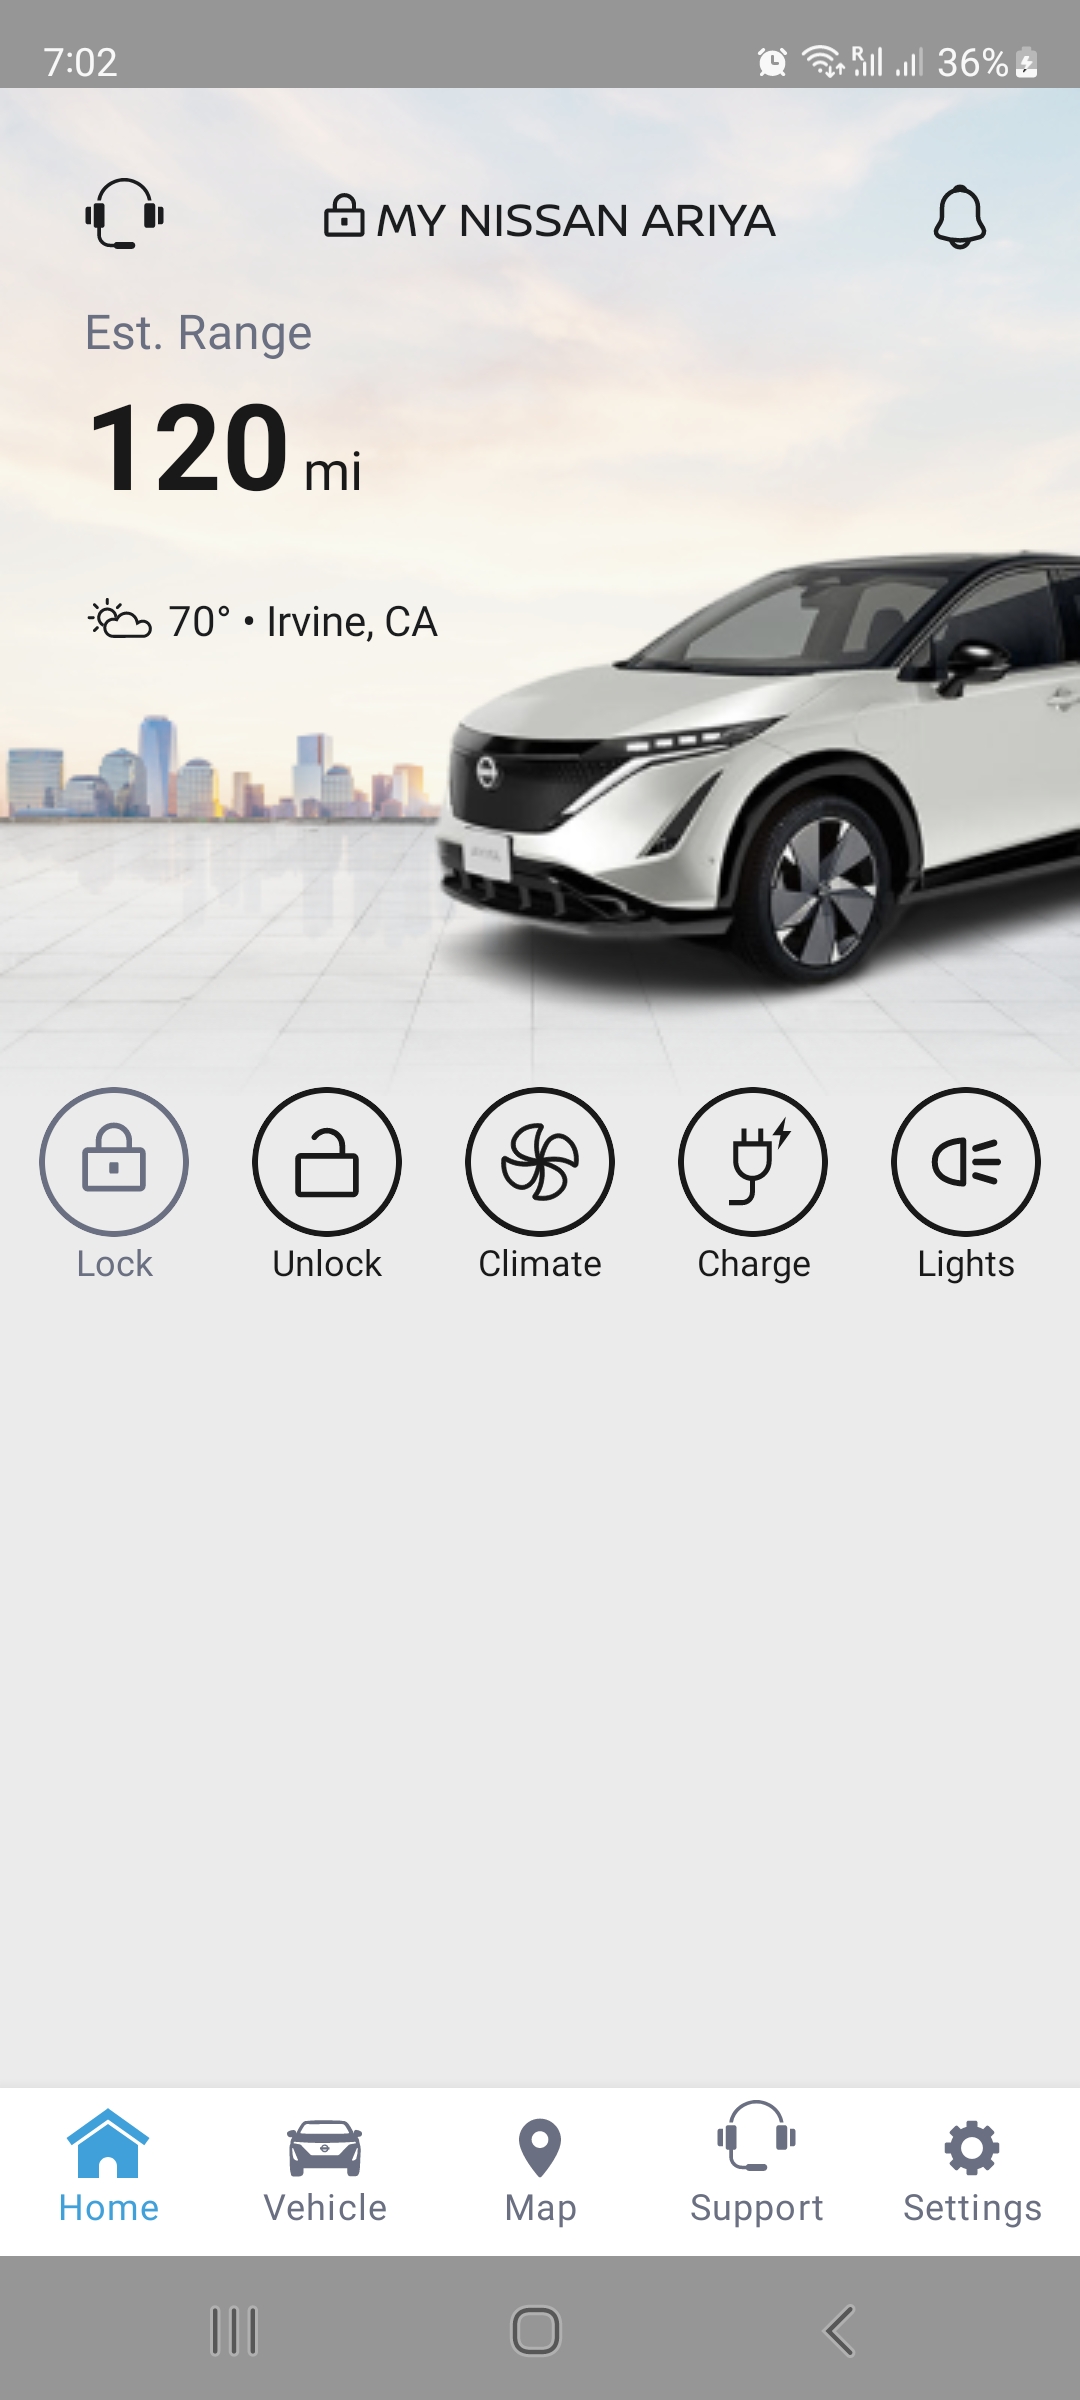 7:02
R 36%
MY NISSAN ARIYA
Est. Range
120 mi
70° • Irvine, CA
Lock Unlock Climate Charge Lights
Home Vehicle Map Support Settings